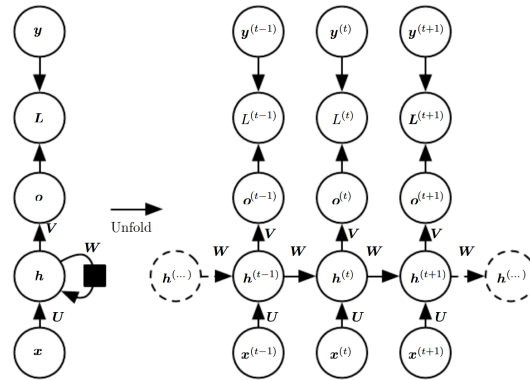 y y^(t−1) y^(t) y^(t+1)
L L^(t−1) L^(t) L^(t+1)
o o^(t−1) o^(t) o^(t+1)
V Unfold V V V
W W W W W
h h^(...) h^(t−1) h^(t) h^(t+1) h^(...)
U U U U
x x^(t−1) x^(t) x^(t+1)